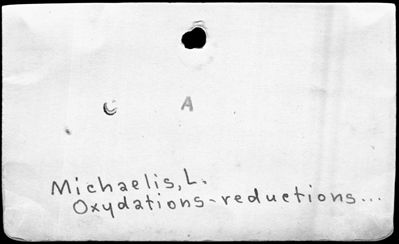 A
Michaelis, L.
Oxydations-reductions...